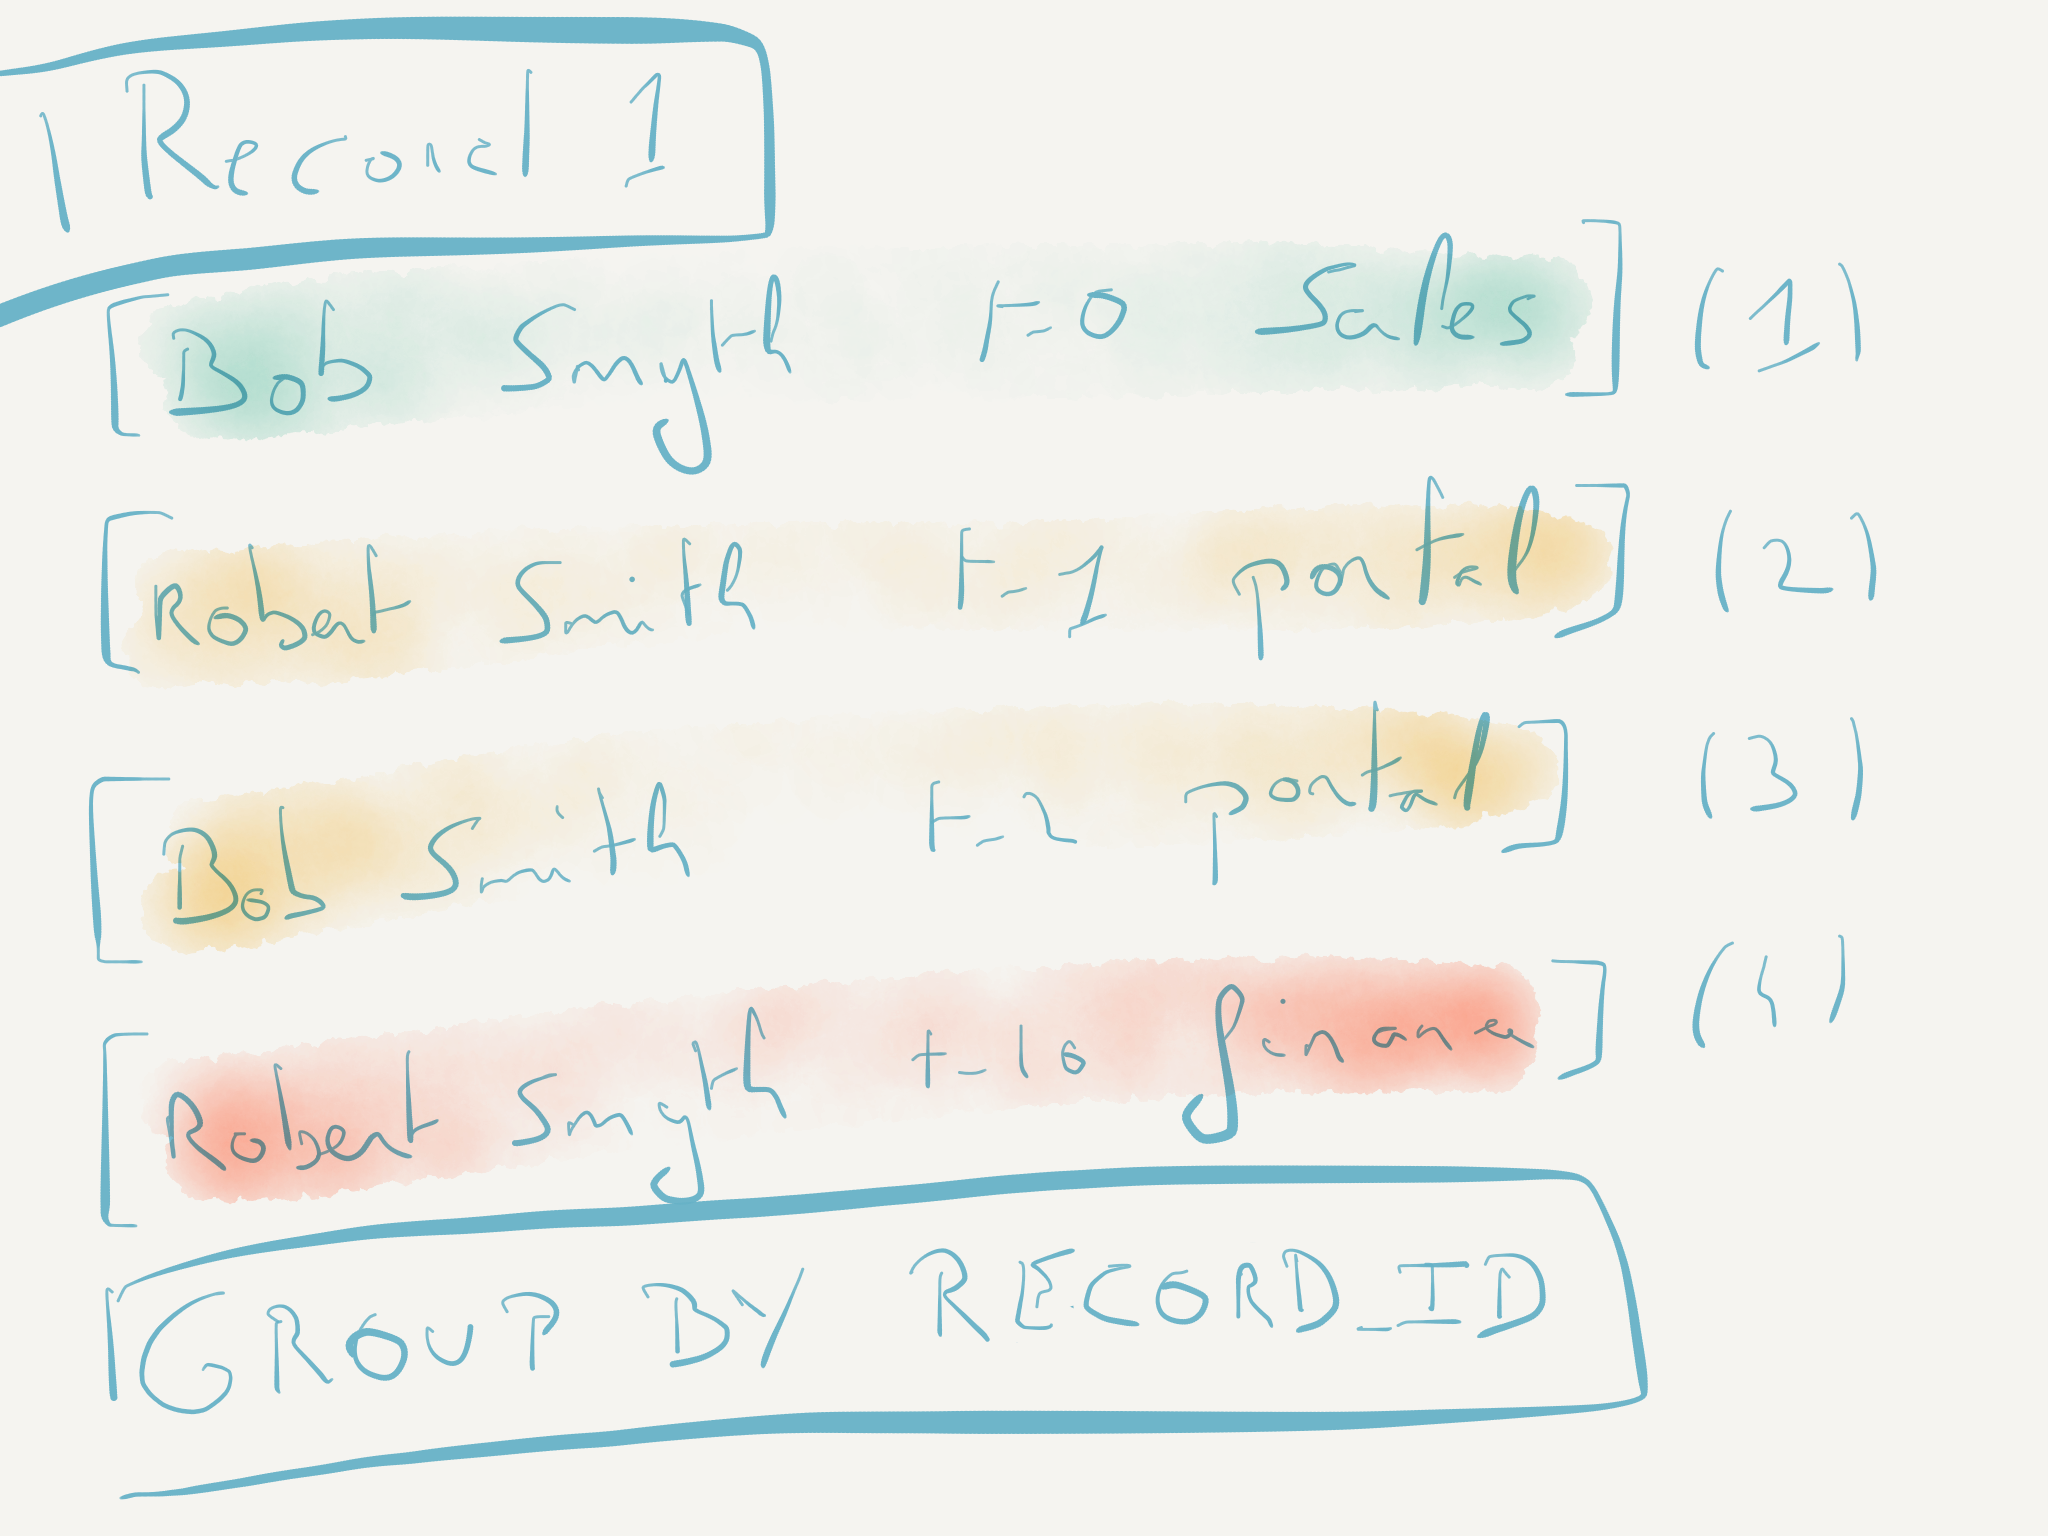 Record 1
[Bob Smyth t-0 Sales] (1)
[Robert Smith t-1 portal] (2)
[Bob Smith t-2 portal] (3)
[Robert Smyth t-10 finance] (4)
GROUP BY RECORD_ID